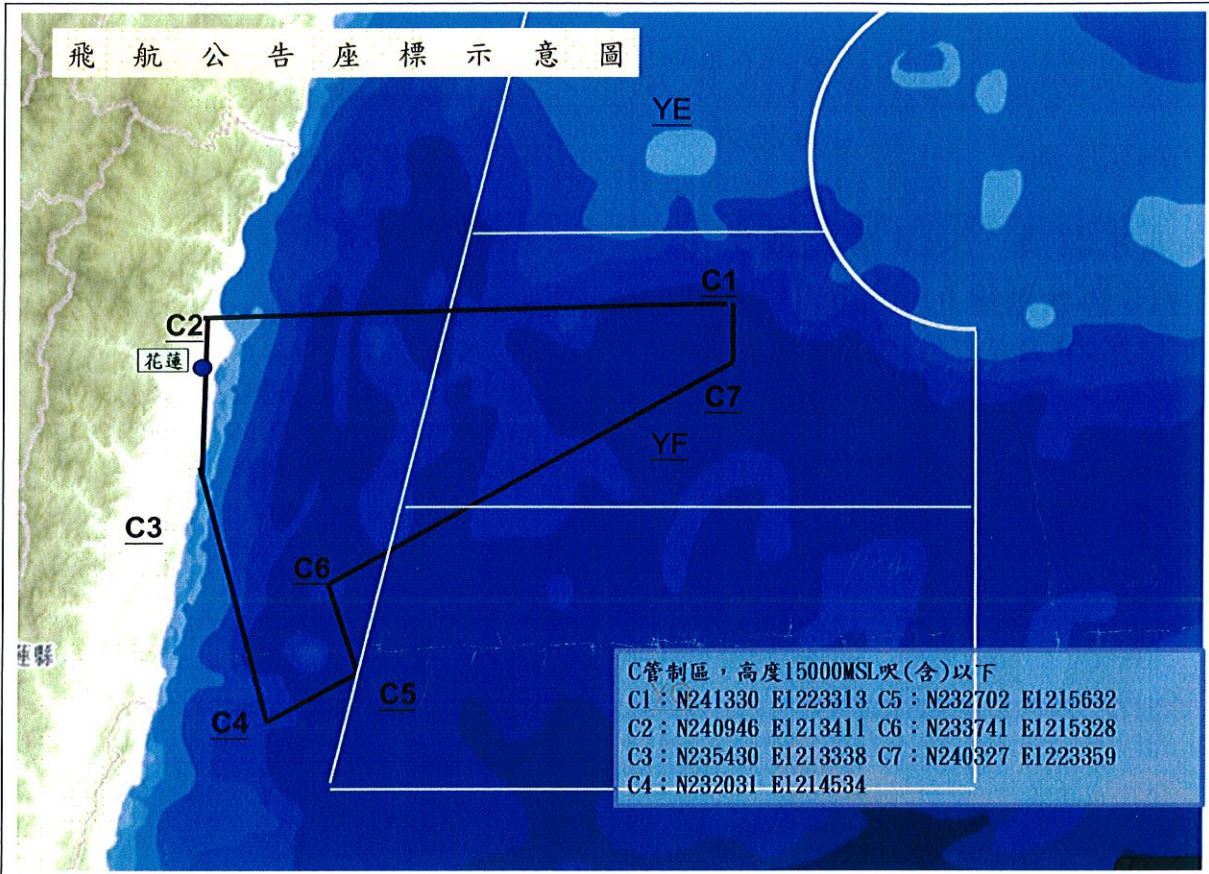 飛航公告座標示意圖
YE
C1
C2
花蓮
C7
YF
C3
C6
蓮縣
C5
C4
C管制區，高度15000MSL呎(含)以下
C1：N241330 E1223313 C5：N232702 E1215632
C2：N240946 E1213411 C6：N233741 E1215328
C3：N235430 E1213338 C7：N240327 E1223359
C4：N232031 E1214534